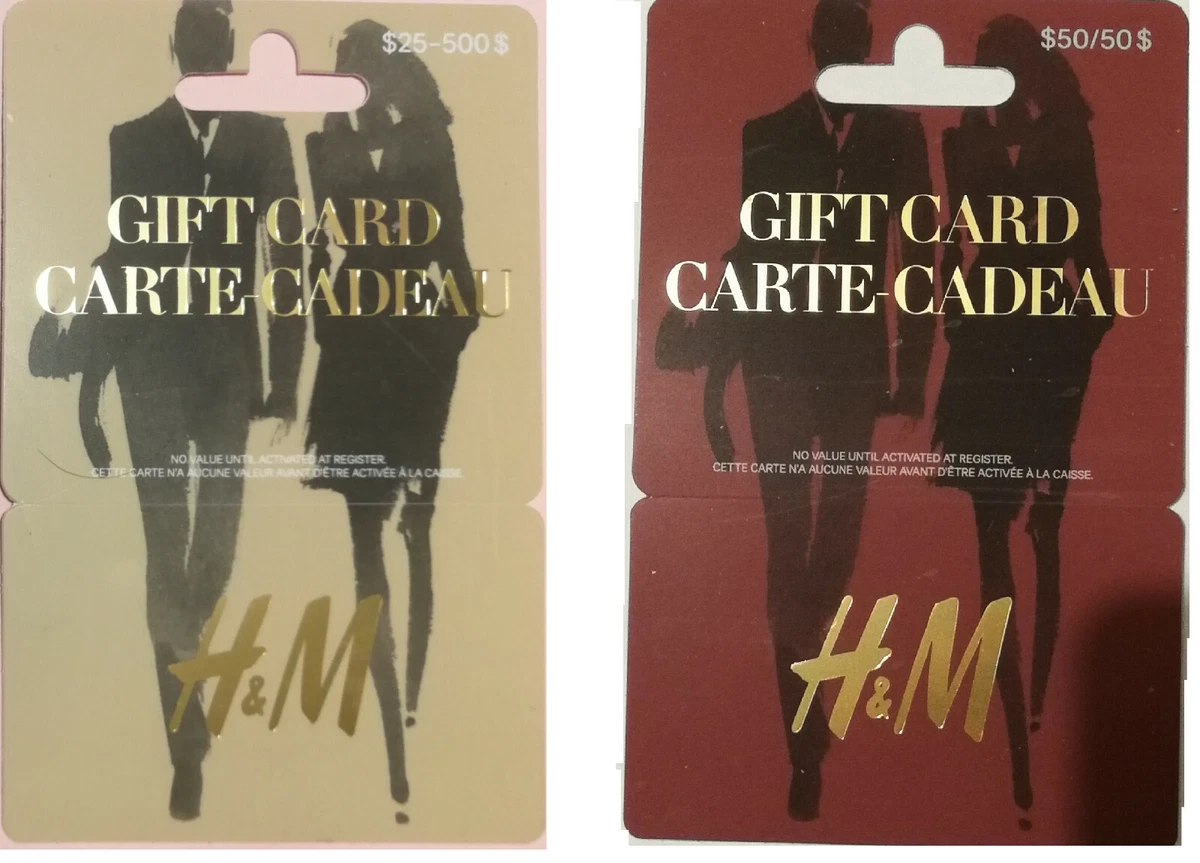 $25-500$
GIFT CARD
CARTE-CADEAU
NO VALUE UNTIL ACTIVATED AT REGISTER.
CETTE CARTE N'A AUCUNE VALEUR AVANT D'ÊTRE ACTIVÉE À LA CAISSE.
H&M
$50/50$
GIFT CARD
CARTE-CADEAU
NO VALUE UNTIL ACTIVATED AT REGISTER.
CETTE CARTE N'A AUCUNE VALEUR AVANT D'ÊTRE ACTIVÉE À LA CAISSE.
H&M